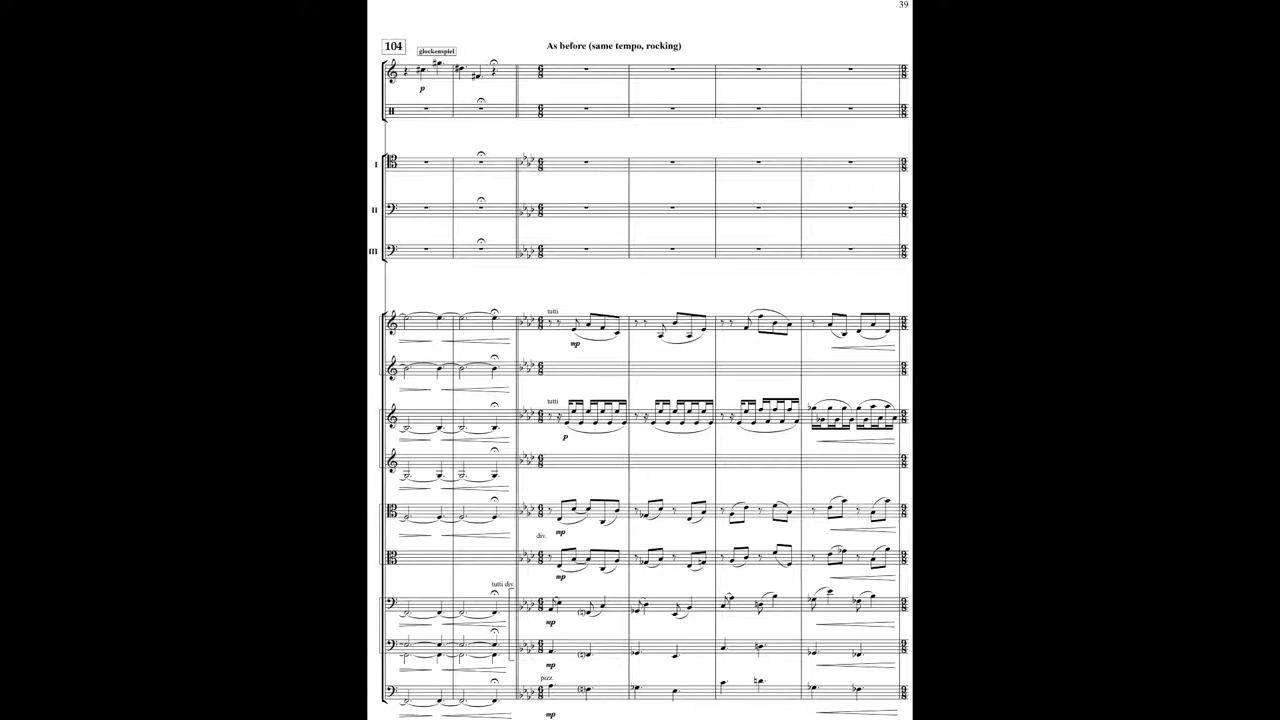 39
104
glockenspiel
As before (same tempo, rocking)
p
I
II
III
tutti
mp
tutti
p
mp
div.
mp
tutti div.
mp
mp
pizz.
mp